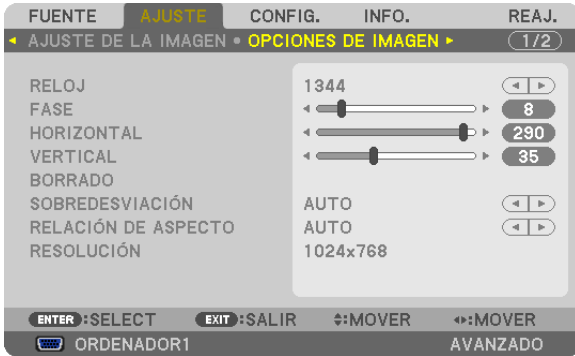 FUENTE AJUSTE CONFIG. INFO. REAJ.
◂ AJUSTE DE LA IMAGEN • OPCIONES DE IMAGEN ▸ 1/2
RELOJ 1344
FASE 8
HORIZONTAL 290
VERTICAL 35
BORRADO
SOBREDESVIACIÓN AUTO
RELACIÓN DE ASPECTO AUTO
RESOLUCIÓN 1024x768
ENTER :SELECT EXIT :SALIR :MOVER :MOVER
ORDENADOR1 AVANZADO